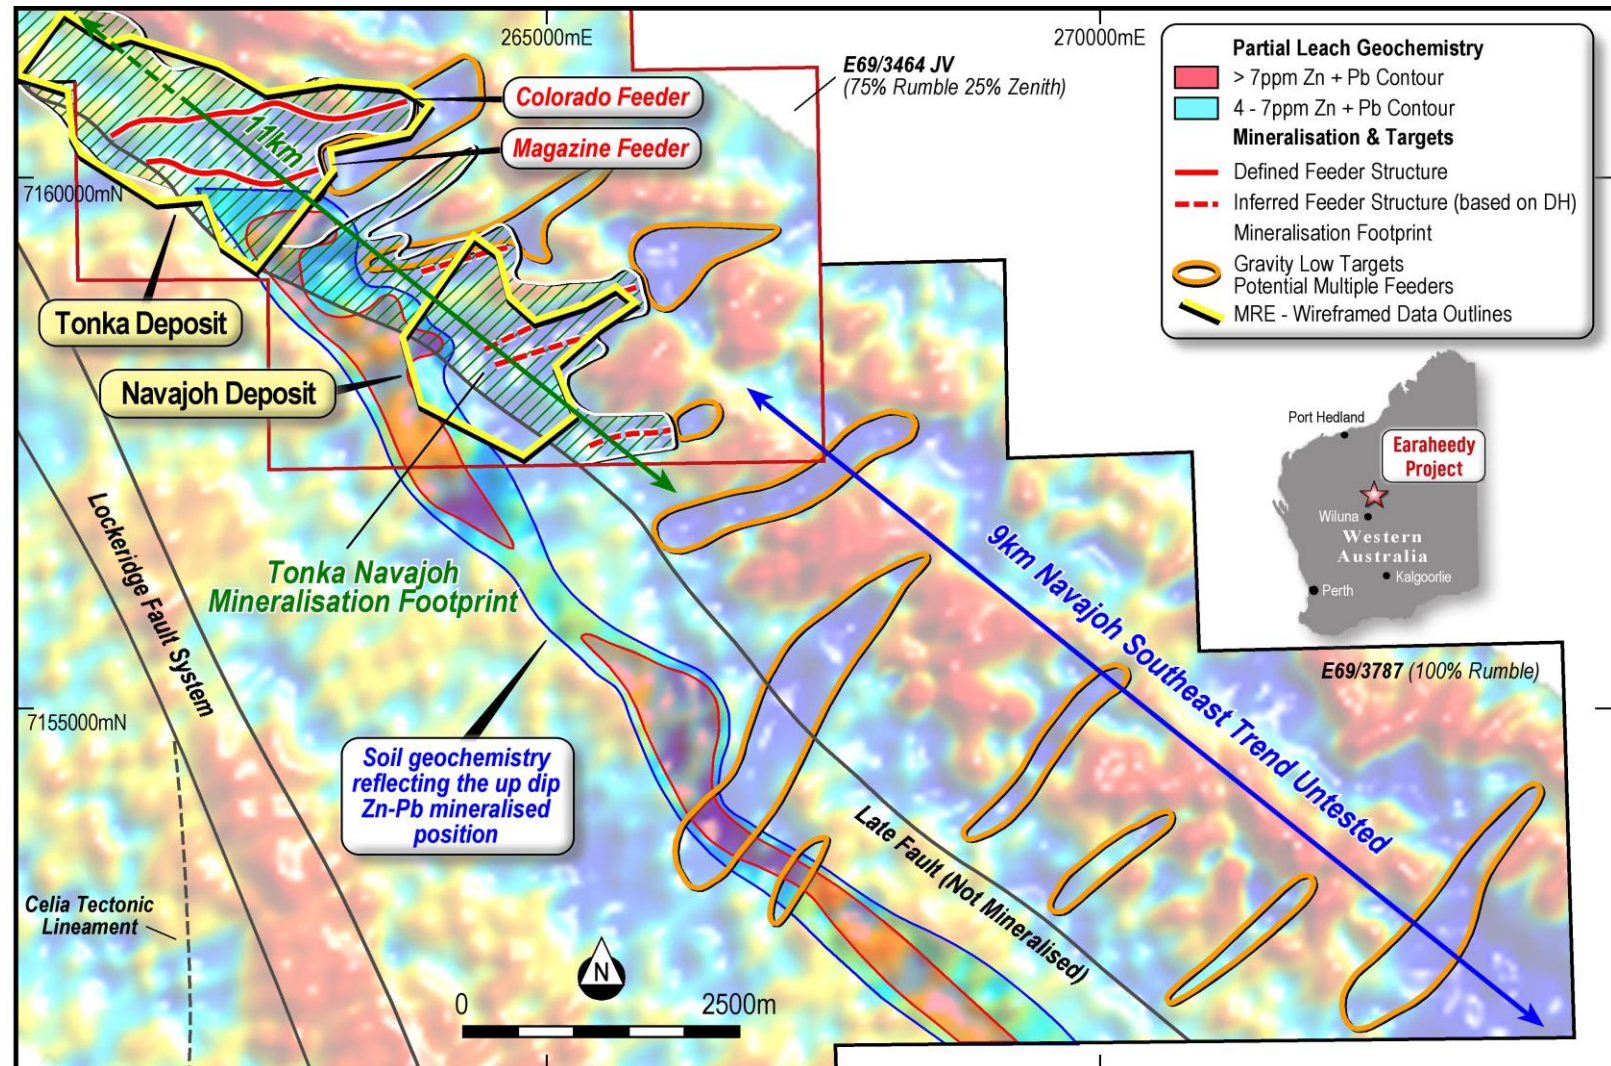 265000mE
270000mE
E69/3464 JV
(75% Rumble 25% Zenith)
Partial Leach Geochemistry
> 7ppm Zn + Pb Contour
4 - 7ppm Zn + Pb Contour
Mineralisation & Targets
Defined Feeder Structure
Inferred Feeder Structure (based on DH)
Mineralisation Footprint
Gravity Low Targets
Potential Multiple Feeders
MRE - Wireframed Data Outlines
Colorado Feeder
11km
Magazine Feeder
7160000mN
Tonka Deposit
Navajoh Deposit
Port Hedland
Earaheedy
Project
Wiluna
Western
Australia
Kalgoorlie
Perth
Lockeridge Fault System
Tonka Navajoh
Mineralisation Footprint
9km Navajoh Southeast Trend Untested
E69/3787 (100% Rumble)
7155000mN
Soil geochemistry
reflecting the up dip
Zn-Pb mineralised
position
Late Fault (Not Mineralised)
Celia Tectonic
Lineament
N
0
2500m